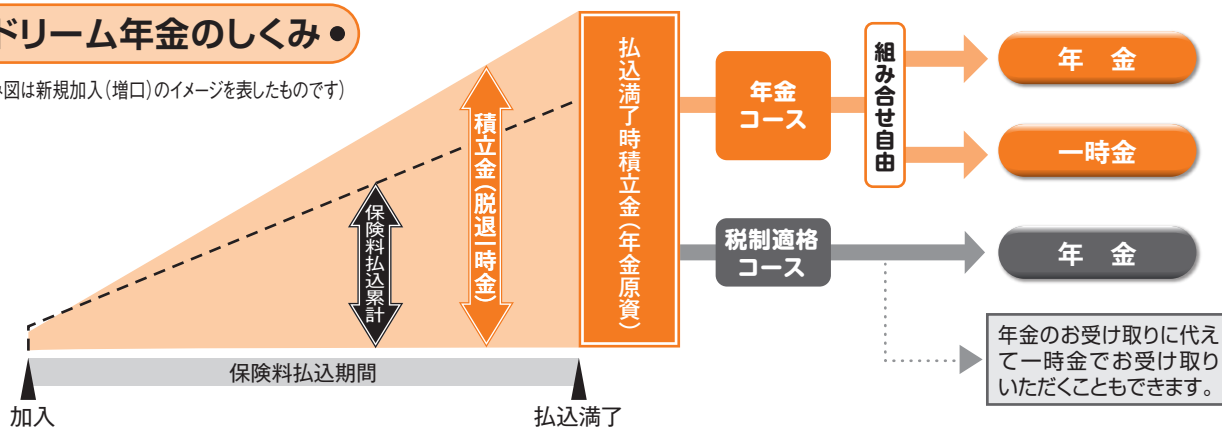 ドリーム年金のしくみ●
図は新規加入(増口)のイメージを表したものです)
積立金(脱退一時金)
保険料払込累計
払込満了時積立金(年金原資)
年金
コース
組み合せ自由
年 金
一時金
税制適格
コース
年 金
年金のお受け取りに代え
て一時金でお受け取り
いただくこともできます。
保険料払込期間
加入
払込満了